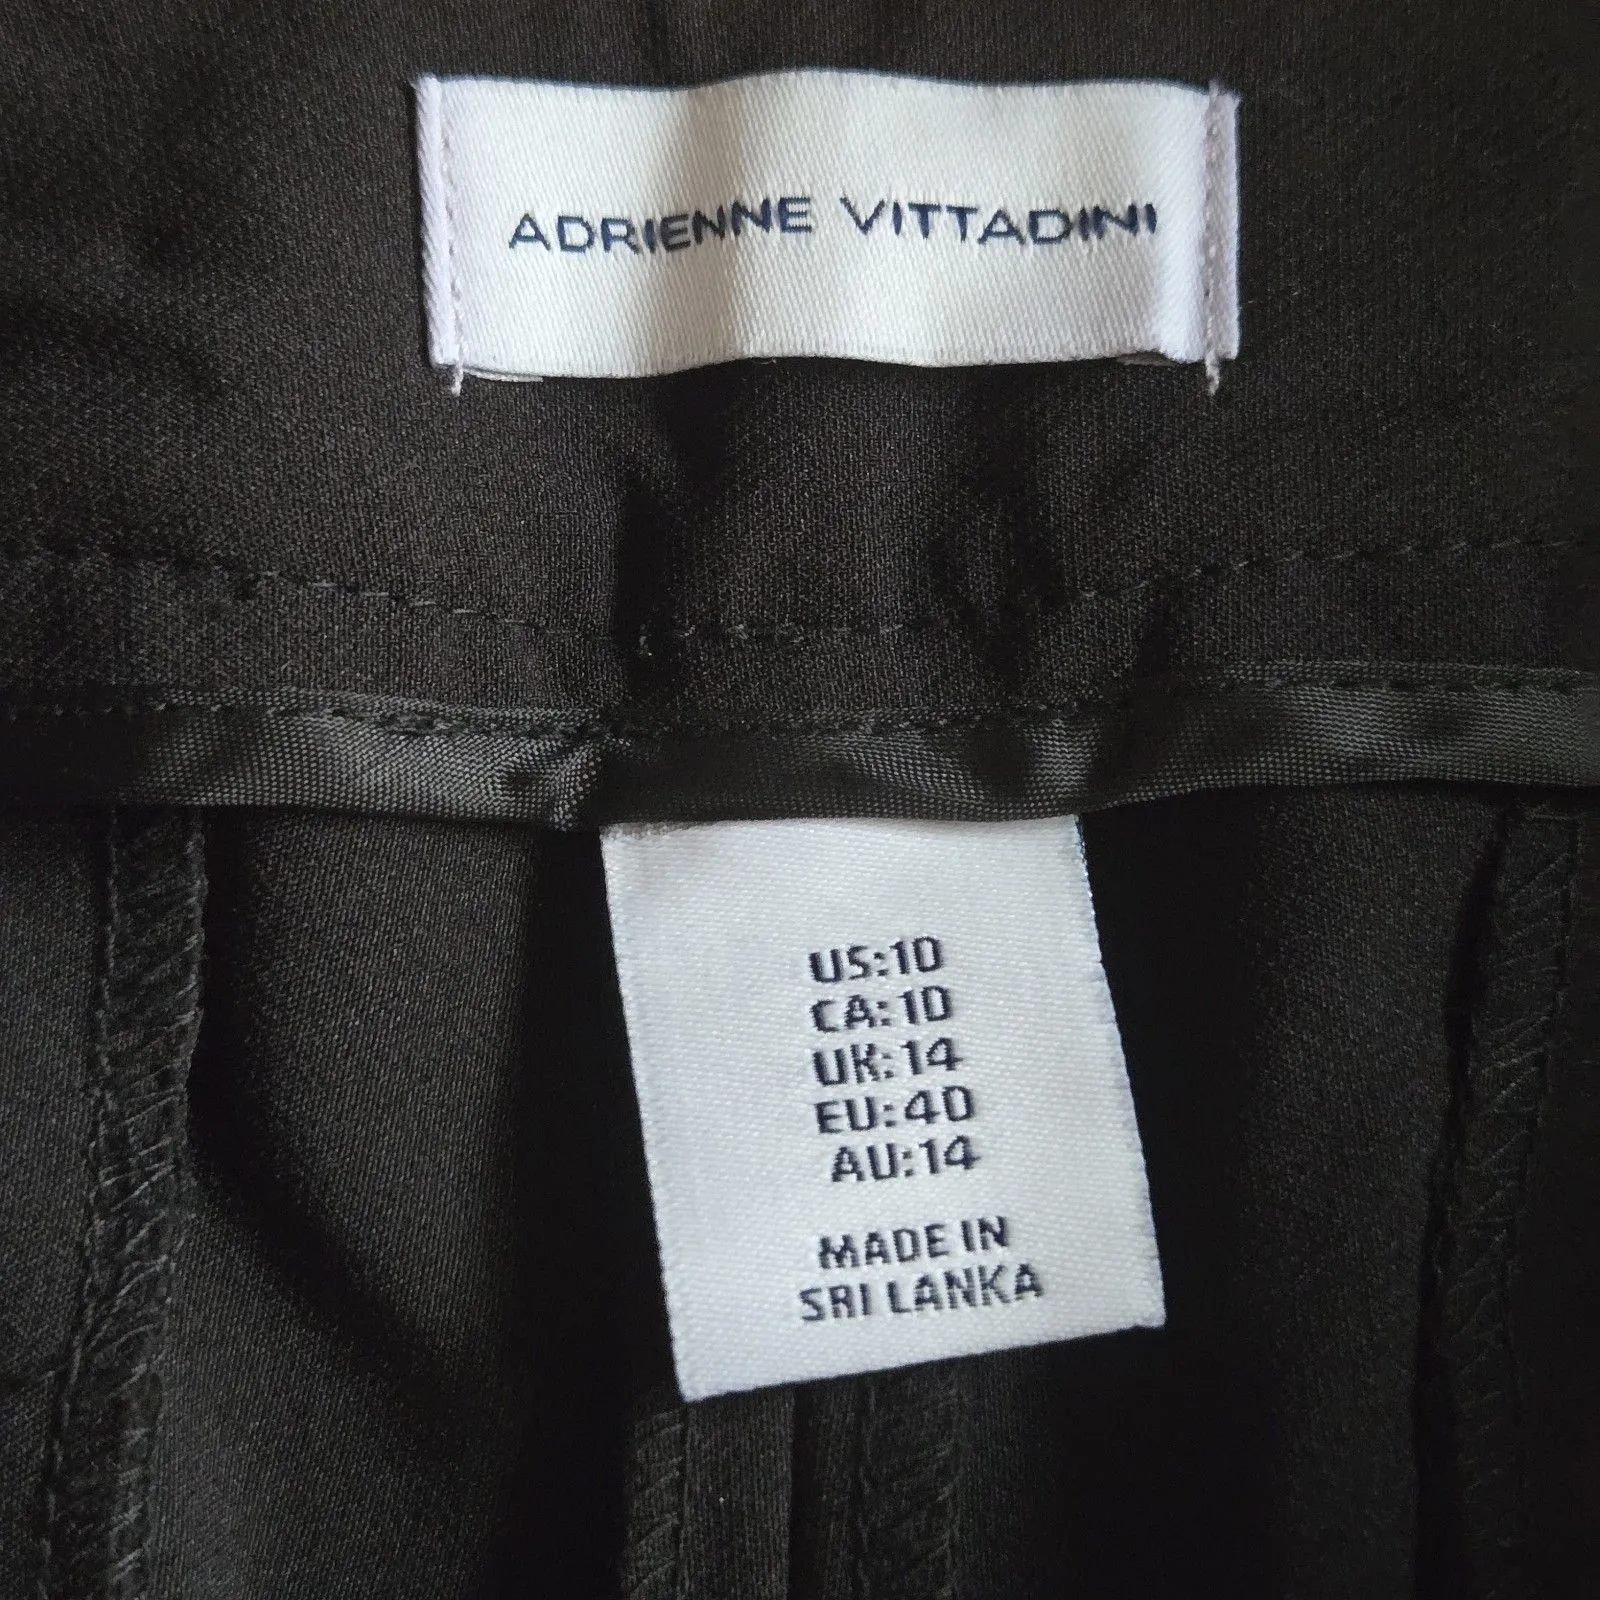 ADRIENNE VITTADINI
US:10
CA:10
UK:14
EU:40
AU:14
MADE IN
SRI LANKA